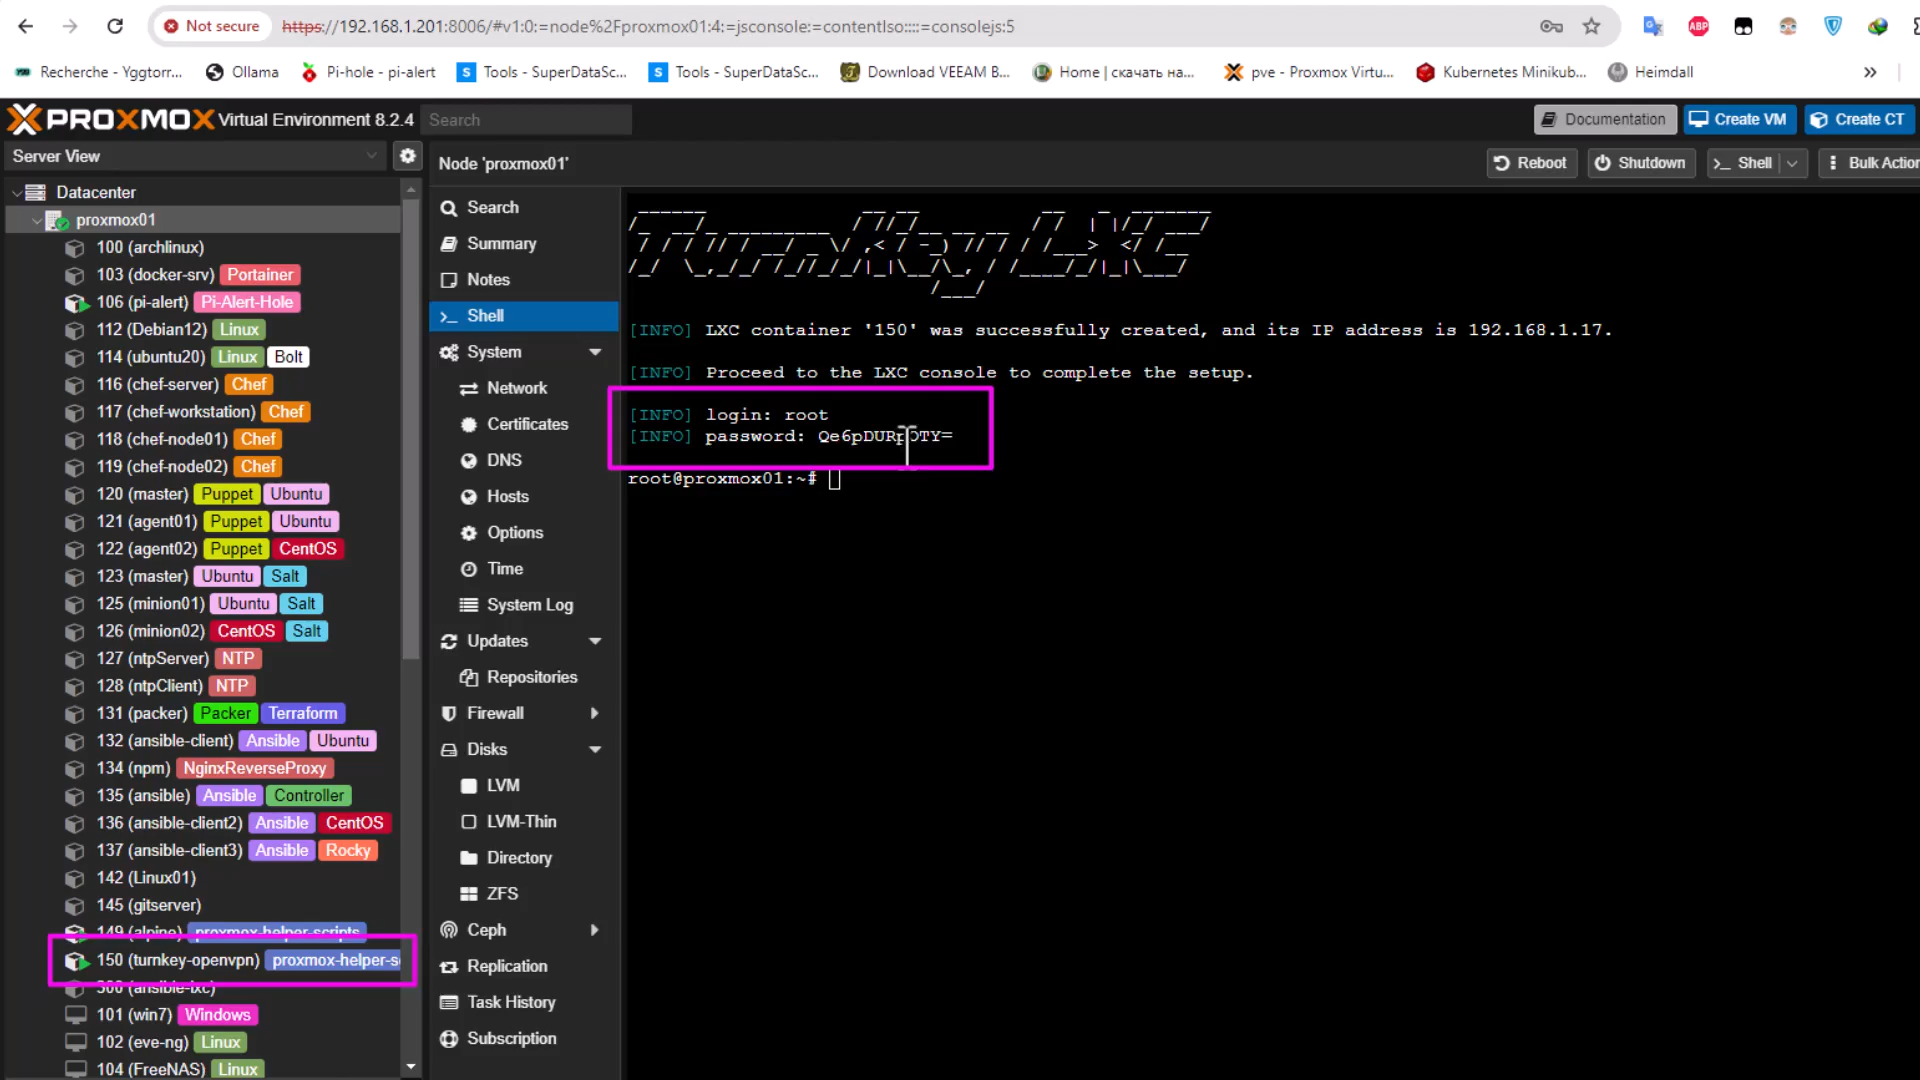 Not secure https://192.168.1.201:8006/#v1:0:=node%2Fproxmox01:4:=jsconsole:=contentIso::::=consolejs:5
Recherche - Yggtorr... Ollama Pi-hole - pi-alert Tools - SuperDataSc... Tools - SuperDataSc... Download VEEAM B... Home | скачать на... pve - Proxmox Virtu... Kubernetes Minikub... Heimdall »
PROXMOX Virtual Environment 8.2.4 Search Documentation Create VM Create CT
Server View
Node 'proxmox01' Reboot Shutdown >_ Shell Bulk Action
Datacenter
proxmox01
100 (archlinux)
103 (docker-srv) Portainer
106 (pi-alert) Pi-Alert-Hole
112 (Debian12) Linux
114 (ubuntu20) Linux Bolt
116 (chef-server) Chef
117 (chef-workstation) Chef
118 (chef-node01) Chef
119 (chef-node02) Chef
120 (master) Puppet Ubuntu
121 (agent01) Puppet Ubuntu
122 (agent02) Puppet CentOS
123 (master) Ubuntu Salt
125 (minion01) Ubuntu Salt
126 (minion02) CentOS Salt
127 (ntpServer) NTP
128 (ntpClient) NTP
131 (packer) Packer Terraform
132 (ansible-client) Ansible Ubuntu
134 (npm) NginxReverseProxy
135 (ansible) Ansible Controller
136 (ansible-client2) Ansible CentOS
137 (ansible-client3) Ansible Rocky
142 (Linux01)
145 (gitserver)
149 (alpine) proxmox-helper-scripts
150 (turnkey-openvpn) proxmox-helper-s
300 (ansible-lxc)
101 (win7) Windows
102 (eve-ng) Linux
104 (FreeNAS) Linux
Search
Summary
Notes
>_ Shell
System
Network
Certificates
DNS
Hosts
Options
Time
System Log
Updates
Repositories
Firewall
Disks
LVM
LVM-Thin
Directory
ZFS
Ceph
Replication
Task History
Subscription
TurnKey LXC
[INFO] LXC container '150' was successfully created, and its IP address is 192.168.1.17.
[INFO] Proceed to the LXC console to complete the setup.
[INFO] login: root
[INFO] password:
root@proxmox01:~#